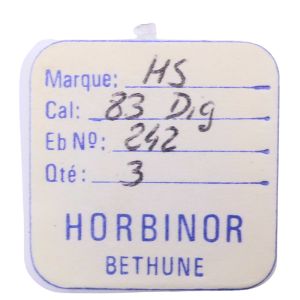 Marque: HS
Cal: 83 Dig
Eb Nº: 242
Qté: 3
HORBINOR
BETHUNE